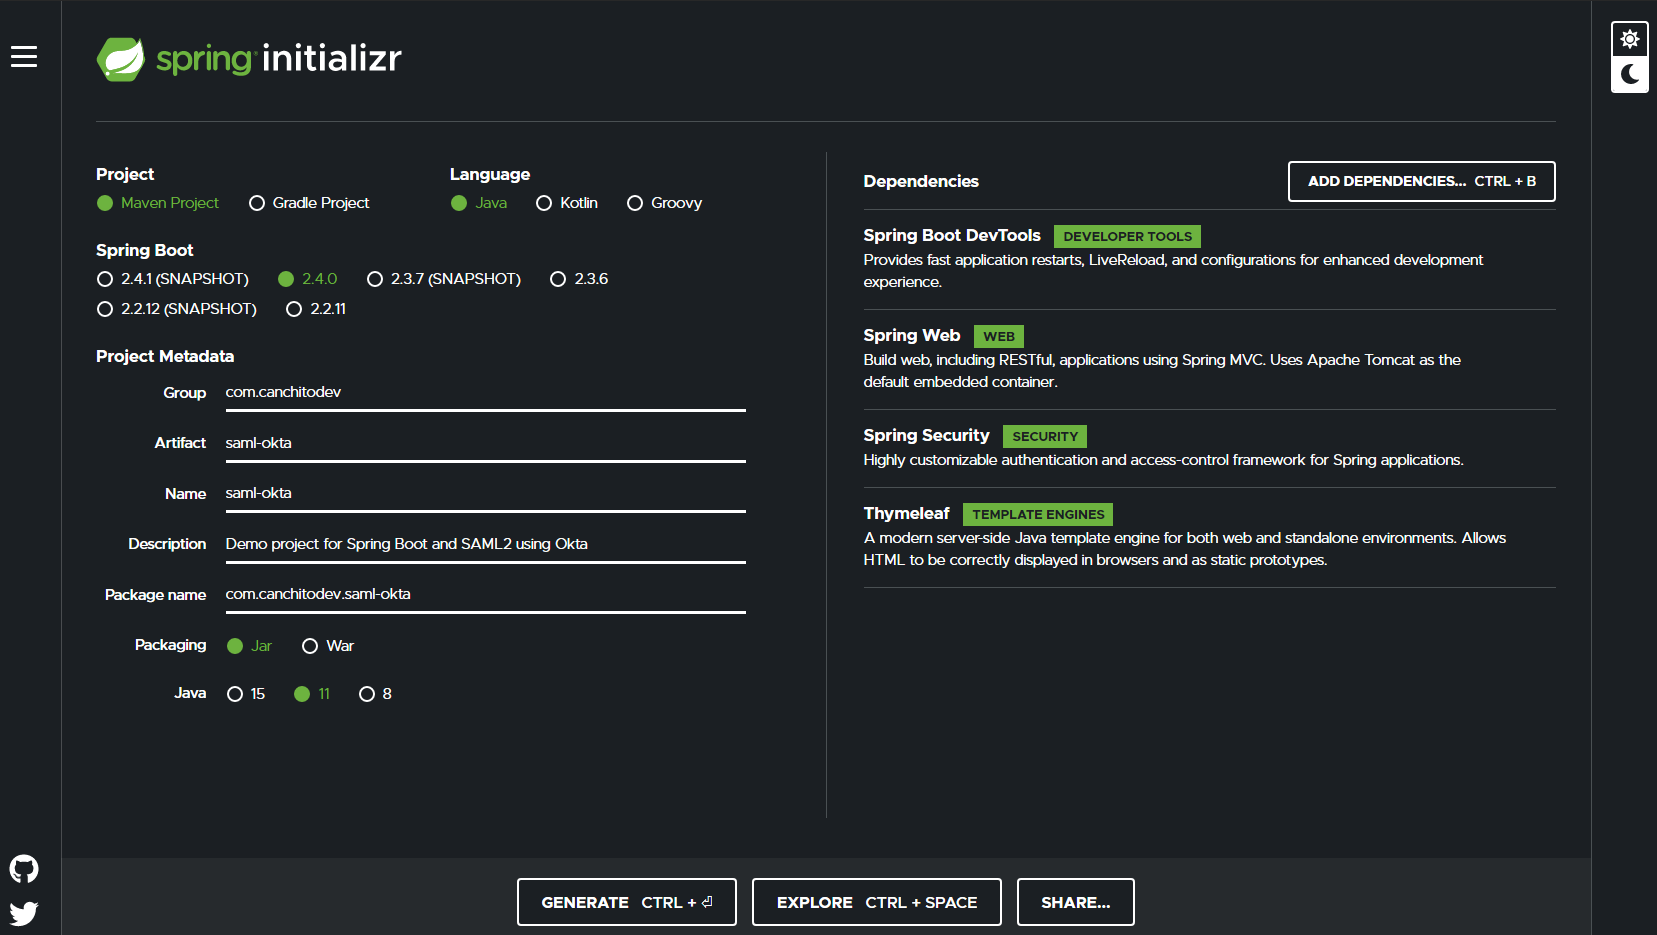 spring initializr
Project
Maven Project Gradle Project
Language
Java Kotlin Groovy
Spring Boot
2.4.1 (SNAPSHOT) 2.4.0 2.3.7 (SNAPSHOT) 2.3.6
2.2.12 (SNAPSHOT) 2.2.11
Project Metadata
Group com.canchitodev
Artifact saml-okta
Name saml-okta
Description Demo project for Spring Boot and SAML2 using Okta
Package name com.canchitodev.saml-okta
Packaging Jar War
Java 15 11 8
Dependencies
ADD DEPENDENCIES... CTRL + B
Spring Boot DevTools DEVELOPER TOOLS
Provides fast application restarts, LiveReload, and configurations for enhanced development
experience.
Spring Web WEB
Build web, including RESTful, applications using Spring MVC. Uses Apache Tomcat as the
default embedded container.
Spring Security SECURITY
Highly customizable authentication and access-control framework for Spring applications.
Thymeleaf TEMPLATE ENGINES
A modern server-side Java template engine for both web and standalone environments. Allows
HTML to be correctly displayed in browsers and as static prototypes.
GENERATE CTRL + ⏎
EXPLORE CTRL + SPACE
SHARE...